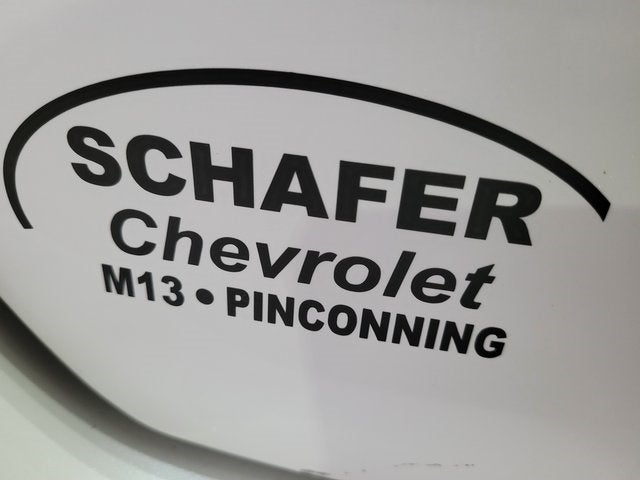 SCHAFER
Chevrolet
M13 • PINCONNING